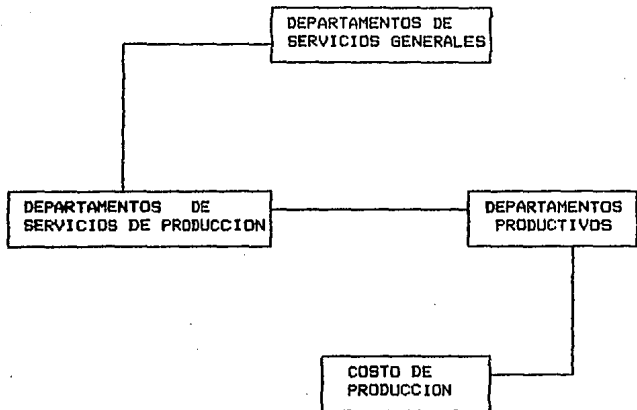 DEPARTAMENTOS DE
SERVICIOS GENERALES
DEPARTAMENTOS DE
SERVICIOS DE PRODUCCION
DEPARTAMENTOS
PRODUCTIVOS
COSTO DE
PRODUCCION